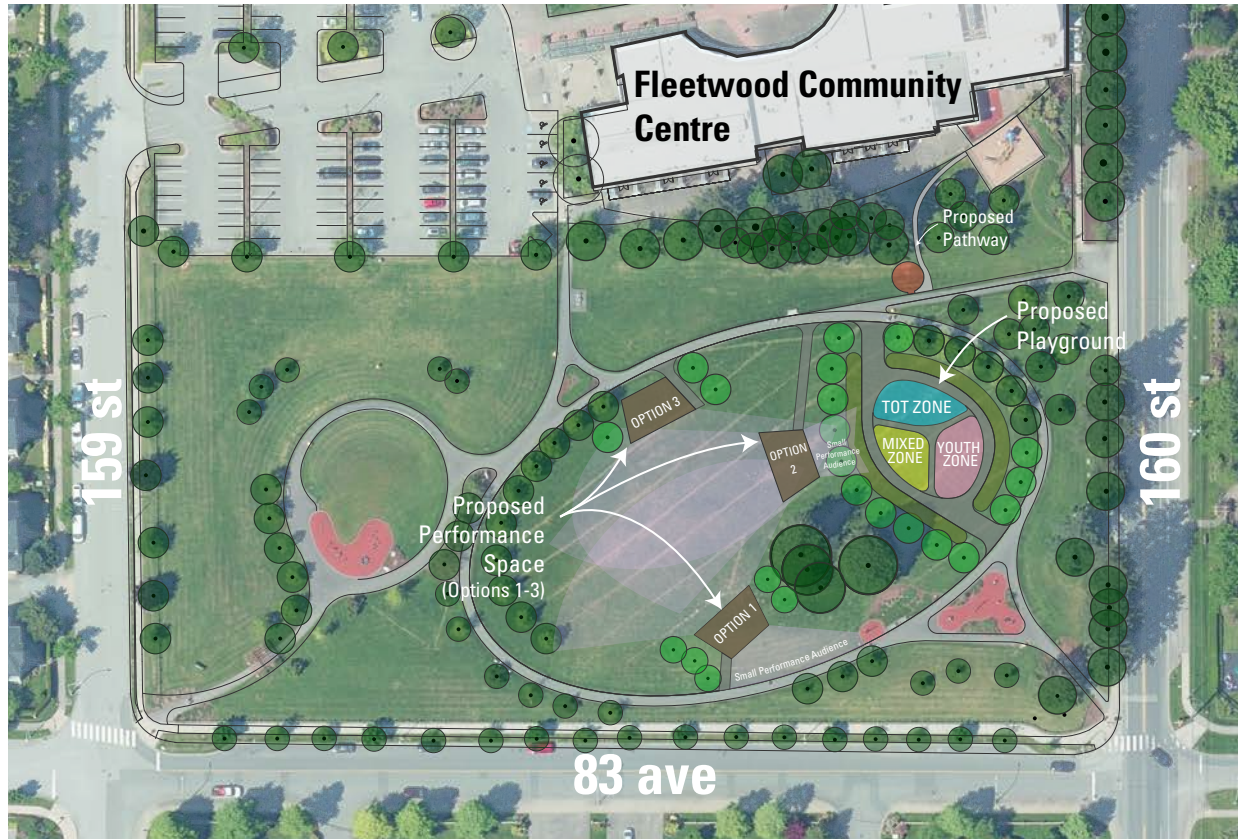 Fleetwood Community
Centre
Proposed
Pathway
Proposed
Playground
TOT ZONE
MIXED
ZONE
YOUTH
ZONE
OPTION 3
OPTION
2
Small
Performance
Audience
159 st
160 st
Proposed
Performance
Space
(Options 1-3)
OPTION 1
Small Performance Audience
83 ave